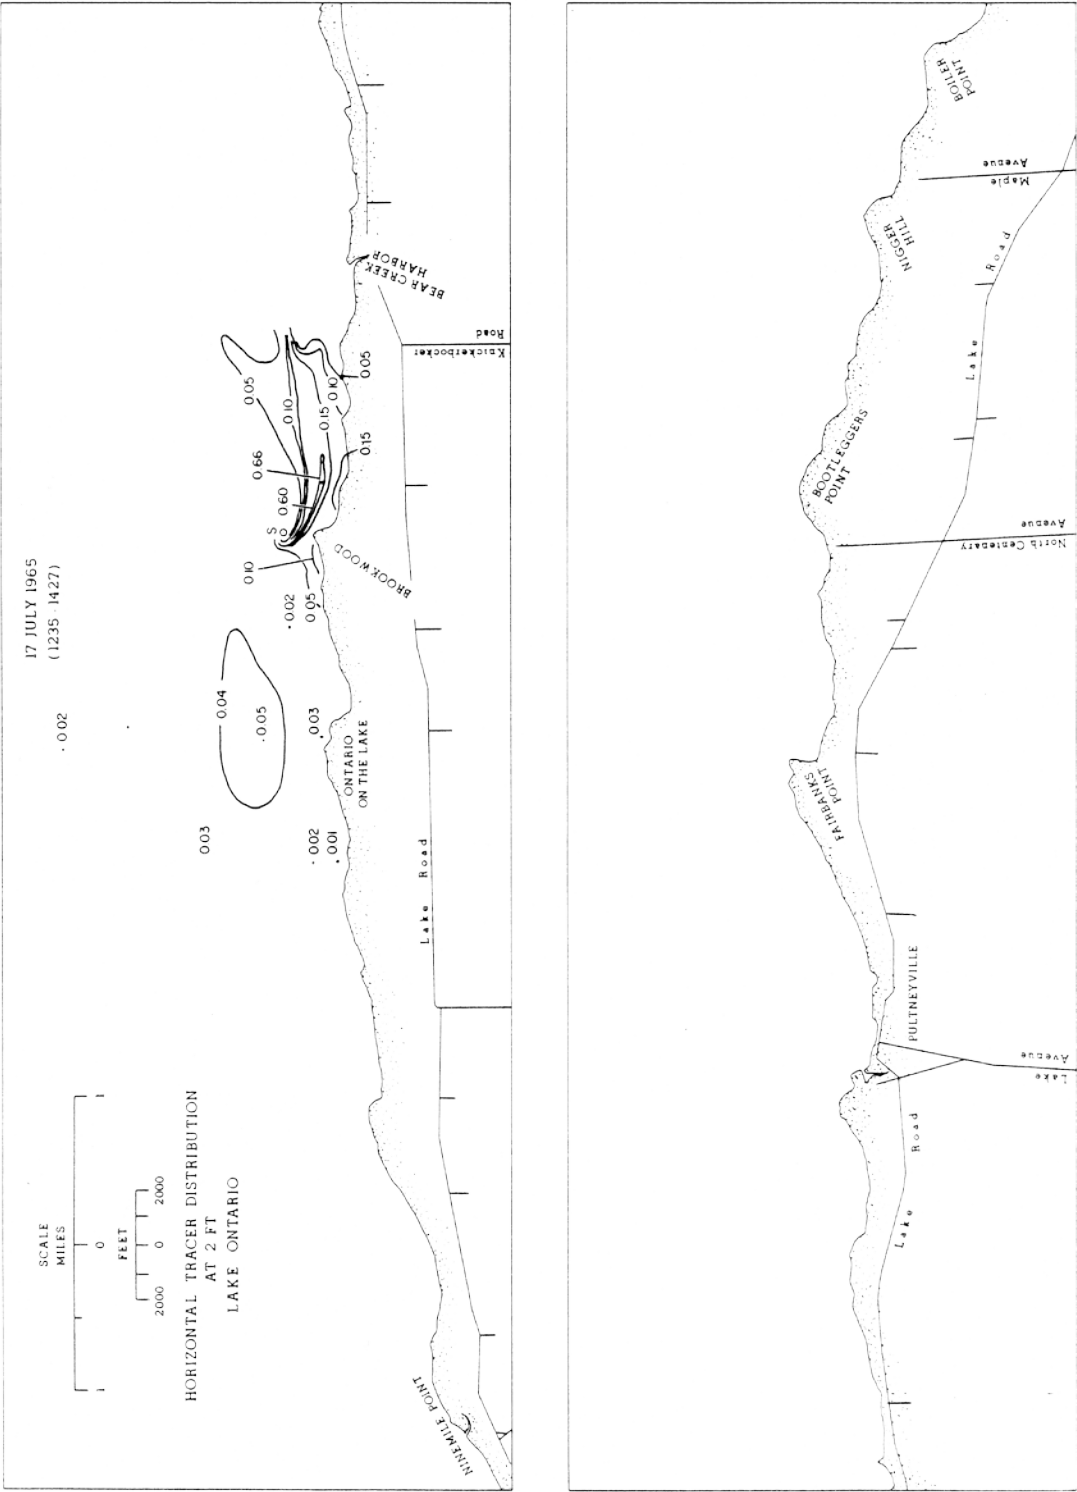 17 JULY 1965
(1235 - 1427)
.002
SCALE
MILES
1 0 1
FEET
2000 0 2000
HORIZONTAL TRACER DISTRIBUTION
AT 2 FT
LAKE ONTARIO
0.05
0.10
0.66
0.60
S
0
0.10
.002
0.05
0.15
0.10
0.05
0.15
0.04
.005
.003
003
.002
.001
BEAR CREEK
HARBOR
Knickerbocker
Road
BROOKWOOD
ONTARIO
ON THE LAKE
Lake Road
NINEMILE POINT
BOILER
POINT
Maple
Avenue
NIGGER
HILL
Lake Road
BOOTLEGGERS
POINT
North Centenary
Avenue
FAIRBANKS
POINT
PULTNEYVILLE
Lake
Avenue
Lake Road